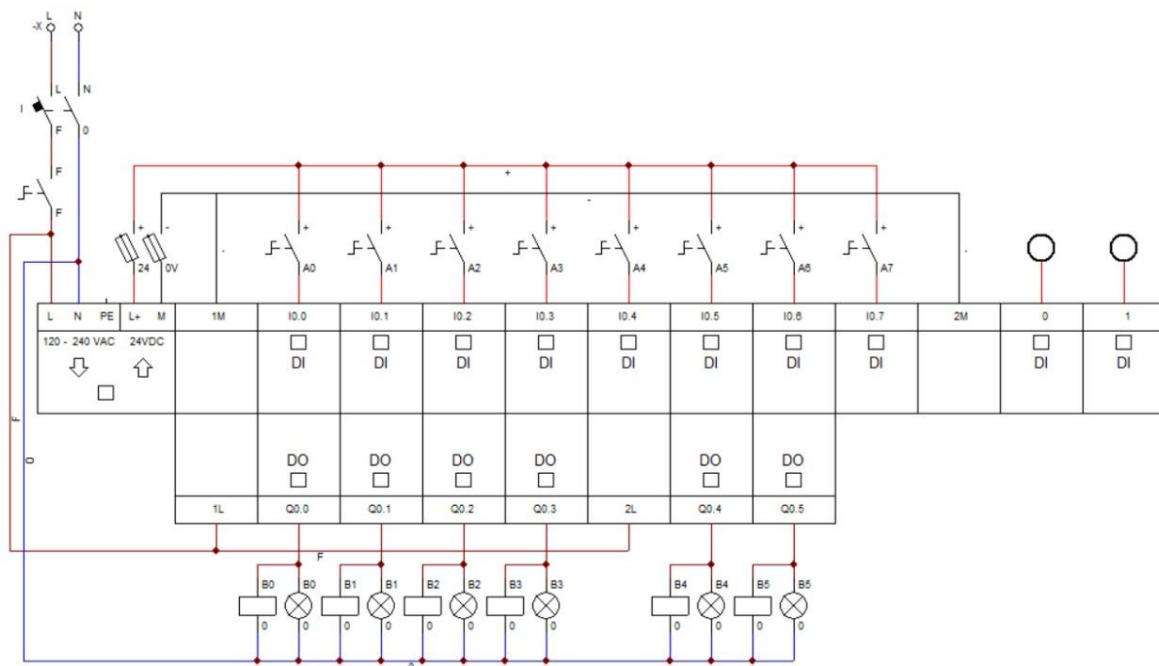 L N
-X
L N
I
F 0
F
F
+
-
+ -
24 0V
+ + + + + + + +
A0 A1 A2 A3 A4 A5 A6 A7
L N PE L+ M 1M I0.0 I0.1 I0.2 I0.3 I0.4 I0.5 I0.6 I0.7 2M 0 1
120 - 240 VAC 24VDC
DI DI DI DI DI DI DI DI DI DI
F
0
DO DO DO DO DO DO
1L Q0.0 Q0.1 Q0.2 Q0.3 2L Q0.4 Q0.5
F
B0 B0 B1 B1 B2 B2 B3 B3 B4 B4 B5 B5
0 0 0 0 0 0 0 0 0 0 0 0